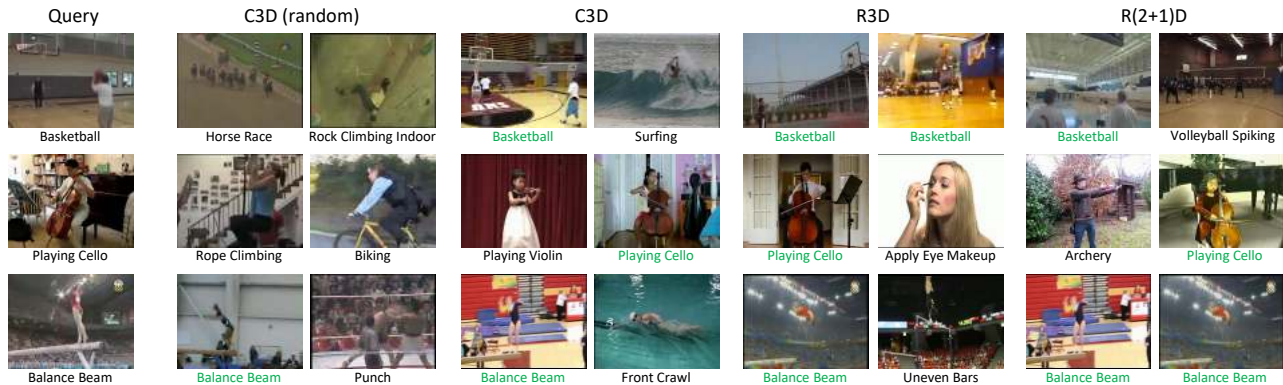 Query C3D (random) C3D R3D R(2+1)D
Basketball Horse Race Rock Climbing Indoor Basketball Surfing Basketball Basketball Basketball Volleyball Spiking
Playing Cello Rope Climbing Biking Playing Violin Playing Cello Playing Cello Apply Eye Makeup Archery Playing Cello
Balance Beam Balance Beam Punch Balance Beam Front Crawl Balance Beam Uneven Bars Balance Beam Balance Beam